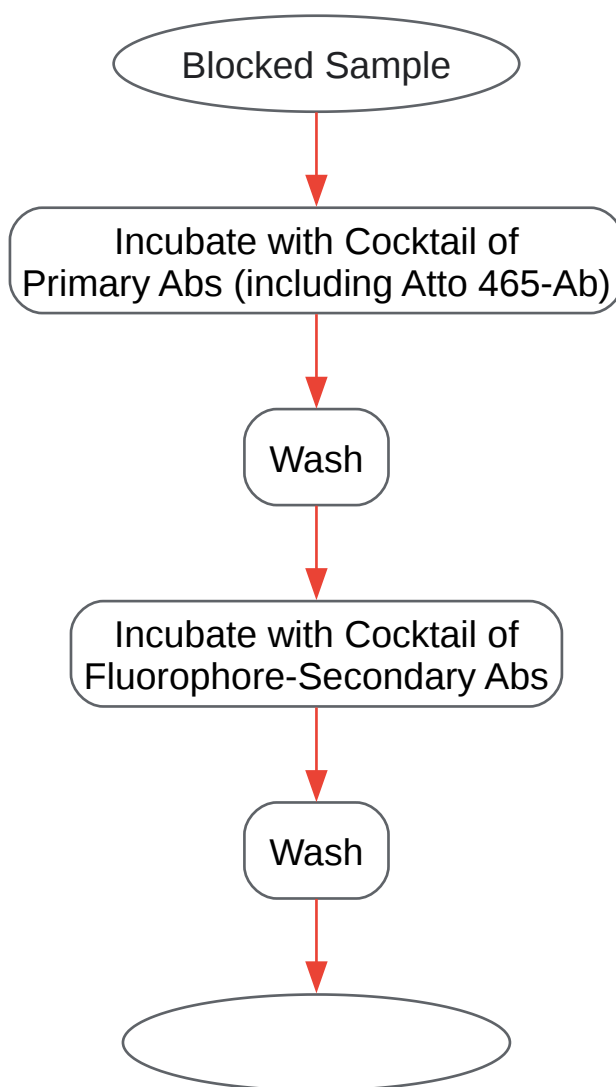 Blocked Sample
Incubate with Cocktail of
Primary Abs (including Atto 465-Ab)
Wash
Incubate with Cocktail of
Fluorophore-Secondary Abs
Wash